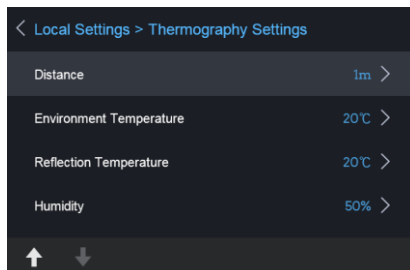 Local Settings > Thermography Settings
Distance 1m
Environment Temperature 20℃
Reflection Temperature 20℃
Humidity 50%